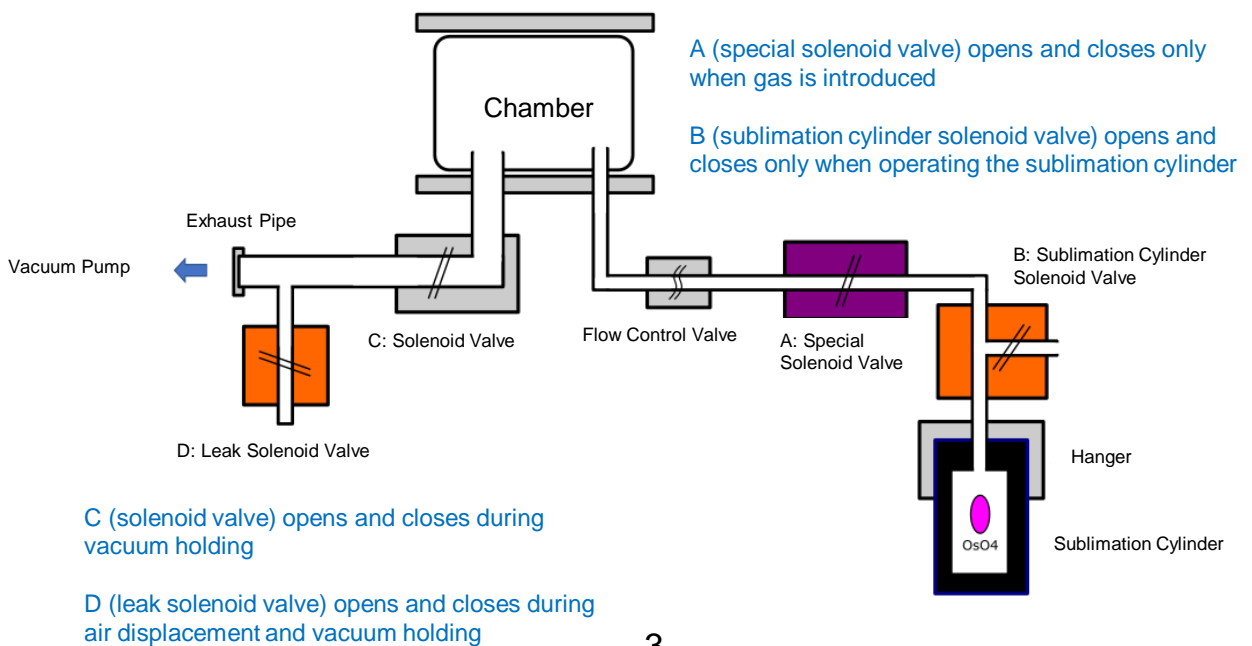 A (special solenoid valve) opens and closes only
when gas is introduced
Chamber
B (sublimation cylinder solenoid valve) opens and
closes only when operating the sublimation cylinder
Exhaust Pipe
Vacuum Pump
B: Sublimation Cylinder
Solenoid Valve
C: Solenoid Valve
Flow Control Valve
A: Special
Solenoid Valve
D: Leak Solenoid Valve
Hanger
OsO4
Sublimation Cylinder
C (solenoid valve) opens and closes during
vacuum holding
D (leak solenoid valve) opens and closes during
air displacement and vacuum holding